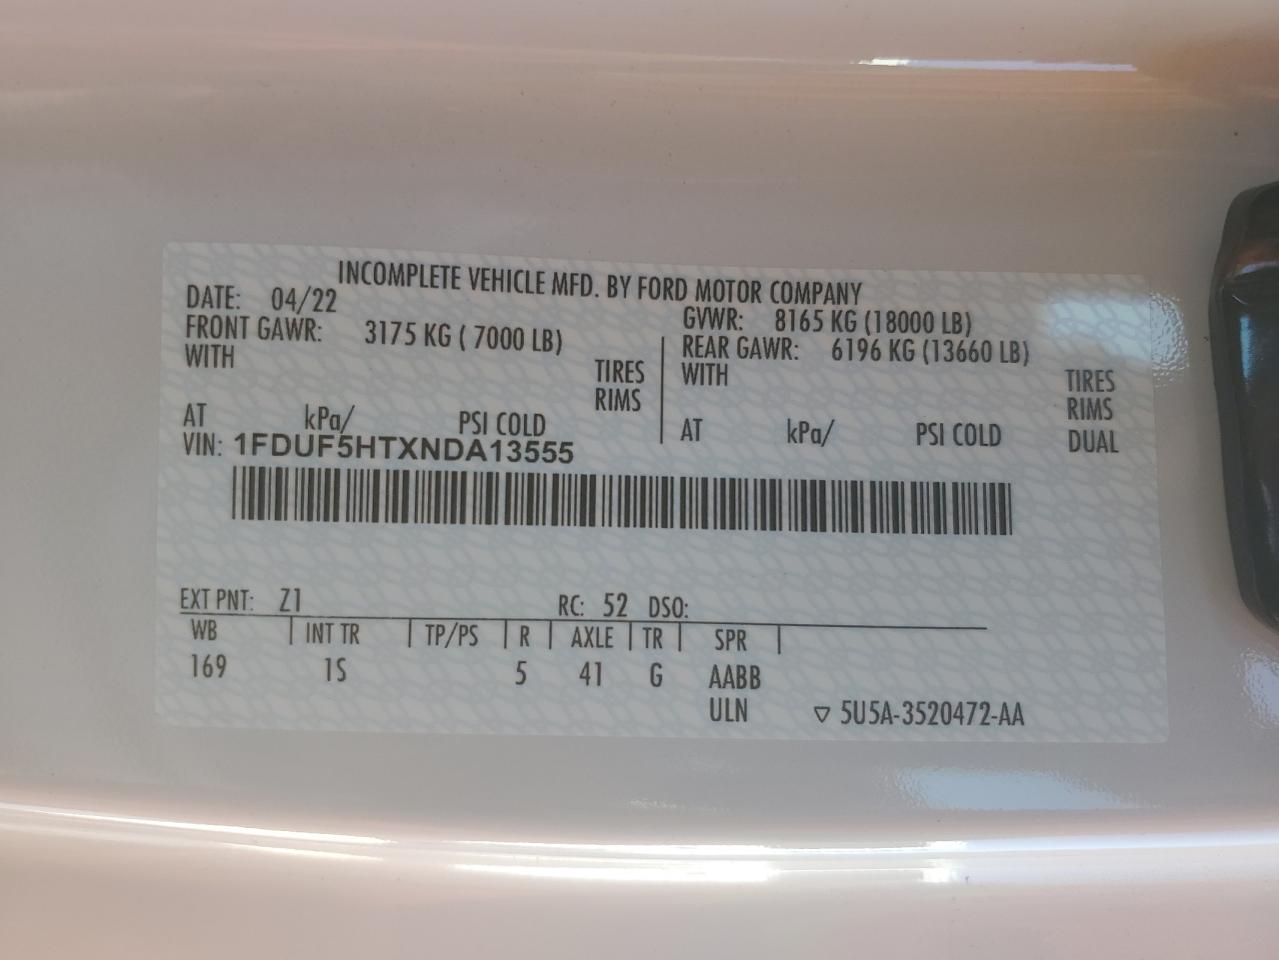 INCOMPLETE VEHICLE MFD. BY FORD MOTOR COMPANY
DATE: 04/22 GVWR: 8165 KG (18000 LB)
FRONT GAWR: 3175 KG ( 7000 LB) REAR GAWR: 6196 KG (13660 LB)
WITH TIRES WITH TIRES
RIMS RIMS
AT kPa/ PSI COLD AT kPa/ PSI COLD DUAL
VIN: 1FDUF5HTXNDA13555
EXT PNT: Z1 RC: 52 DSO:
WB INT TR TP/PS R AXLE TR SPR
169 1S 5 41 G AABB
ULN ▽ 5U5A-3520472-AA